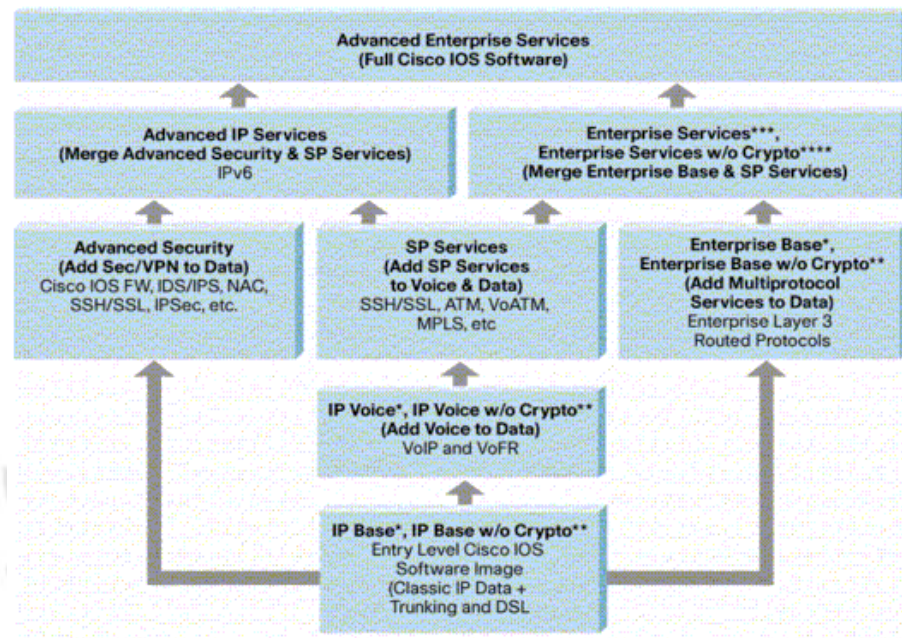 Advanced Enterprise Services
(Full Cisco IOS Software)
Advanced IP Services
(Merge Advanced Security & SP Services)
IPv6
Enterprise Services***,
Enterprise Services w/o Crypto****
(Merge Enterprise Base & SP Services)
Advanced Security
(Add Sec/VPN to Data)
Cisco IOS FW, IDS/IPS, NAC,
SSH/SSL, IPSec, etc.
SP Services
(Add SP Services
to Voice & Data)
SSH/SSL, ATM, VoATM,
MPLS, etc
Enterprise Base*,
Enterprise Base w/o Crypto**
(Add Multiprotocol
Services to Data)
Enterprise Layer 3
Routed Protocols
IP Voice*, IP Voice w/o Crypto**
(Add Voice to Data)
VoIP and VoFR
IP Base*, IP Base w/o Crypto**
Entry Level Cisco IOS
Software Image
(Classic IP Data +
Trunking and DSL